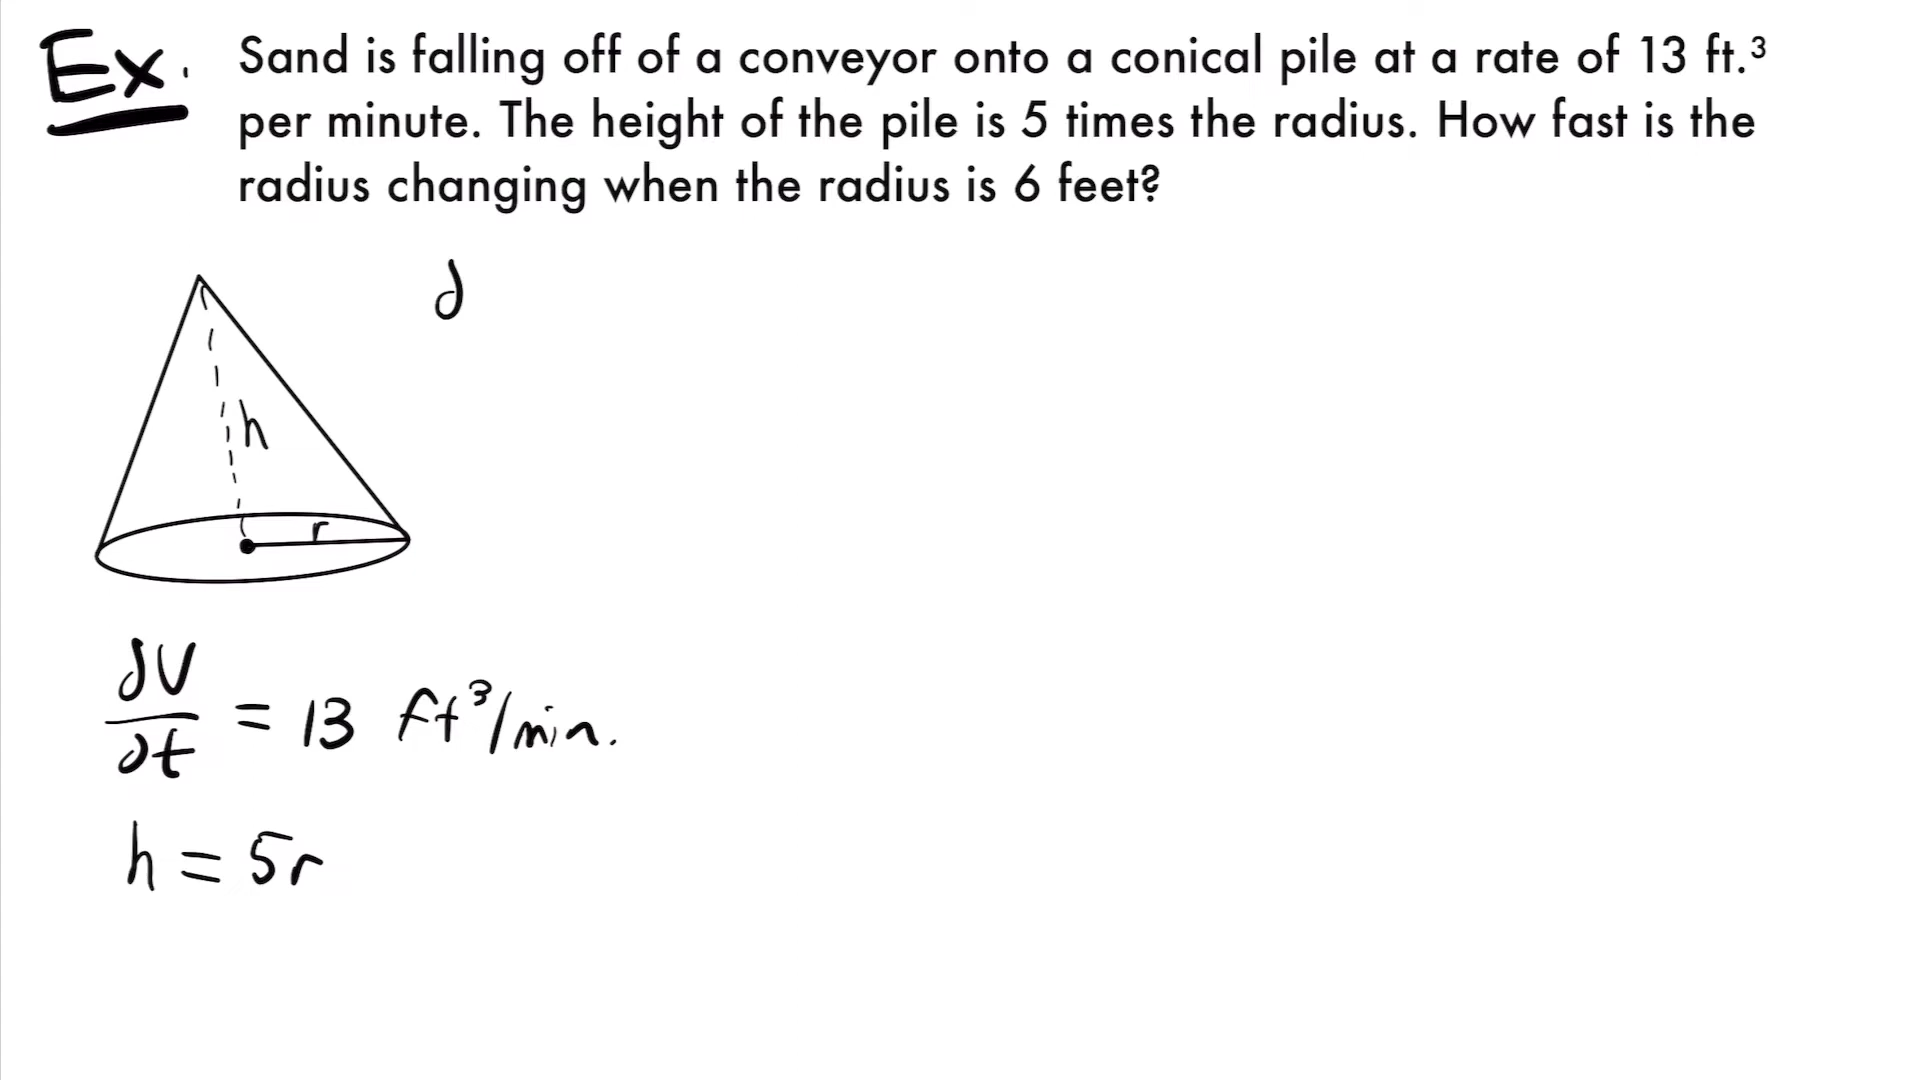 Ex. Sand is falling off of a conveyor onto a conical pile at a rate of 13 ft.³
per minute. The height of the pile is 5 times the radius. How fast is the
radius changing when the radius is 6 feet?
d
h
r
dV/dt = 13 ft³/min.
h = 5r